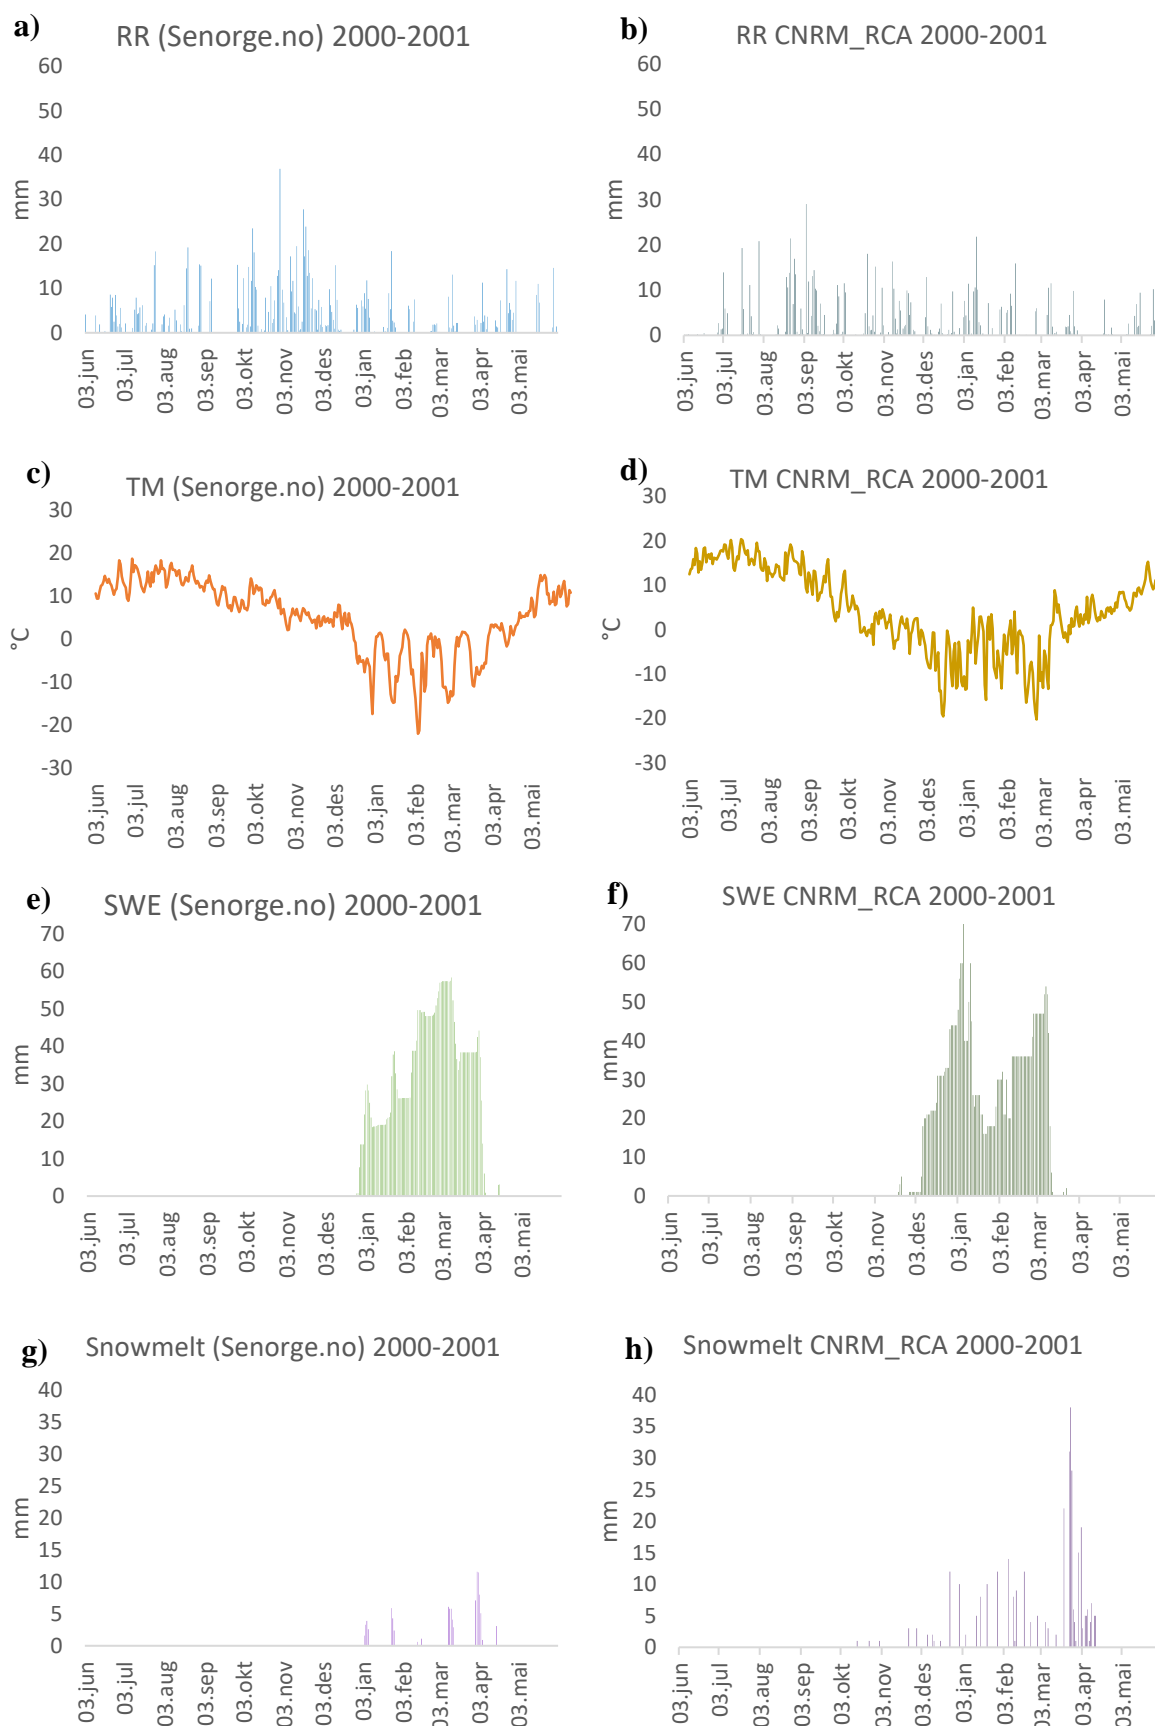 a)
RR (Senorge.no) 2000-2001
60
50
40
30
20
10
0
mm
03.jun
03.jul
03.aug
03.sep
03.okt
03.nov
03.des
03.jan
03.feb
03.mar
03.apr
03.mai
b)
RR CNRM_RCA 2000-2001
60
50
40
30
20
10
0
mm
03.jun
03.jul
03.aug
03.sep
03.okt
03.nov
03.des
03.jan
03.feb
03.mar
03.apr
03.mai
c)
TM (Senorge.no) 2000-2001
30
20
10
0
-10
-20
-30
°C
03.jun
03.jul
03.aug
03.sep
03.okt
03.nov
03.des
03.jan
03.feb
03.mar
03.apr
03.mai
d)
TM CNRM_RCA 2000-2001
30
20
10
0
-10
-20
-30
°C
03.jun
03.jul
03.aug
03.sep
03.okt
03.nov
03.des
03.jan
03.feb
03.mar
03.apr
03.mai
e)
SWE (Senorge.no) 2000-2001
70
60
50
40
30
20
10
0
mm
03.jun
03.jul
03.aug
03.sep
03.okt
03.nov
03.des
03.jan
03.feb
03.mar
03.apr
03.mai
f)
SWE CNRM_RCA 2000-2001
70
60
50
40
30
20
10
0
mm
03.jun
03.jul
03.aug
03.sep
03.okt
03.nov
03.des
03.jan
03.feb
03.mar
03.apr
03.mai
g)
Snowmelt (Senorge.no) 2000-2001
40
35
30
25
20
15
10
5
0
mm
03.jun
03.jul
03.aug
03.sep
03.okt
03.nov
03.des
03.jan
03.feb
03.mar
03.apr
03.mai
h)
Snowmelt CNRM_RCA 2000-2001
40
35
30
25
20
15
10
5
0
mm
03.jun
03.jul
03.aug
03.sep
03.okt
03.nov
03.des
03.jan
03.feb
03.mar
03.apr
03.mai